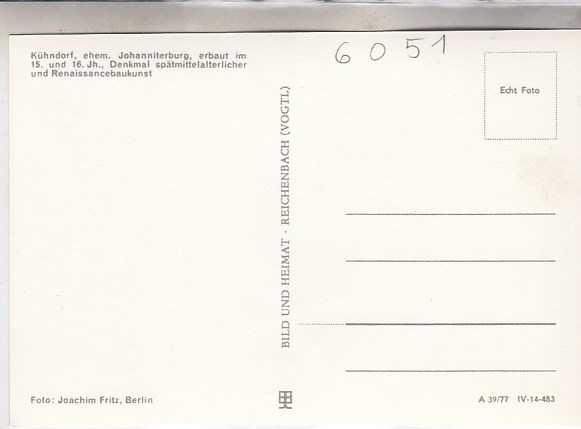 Kühndorf, ehem. Johanniterburg, erbaut im
15. und 16. Jh., Denkmal spätmittelalterlicher
und Renaissancebaukunst
6051
Echt Foto
BILD UND HEIMAT · REICHENBACH (VOGTL)
Foto: Joachim Fritz, Berlin
A 39/77 IV-14-483